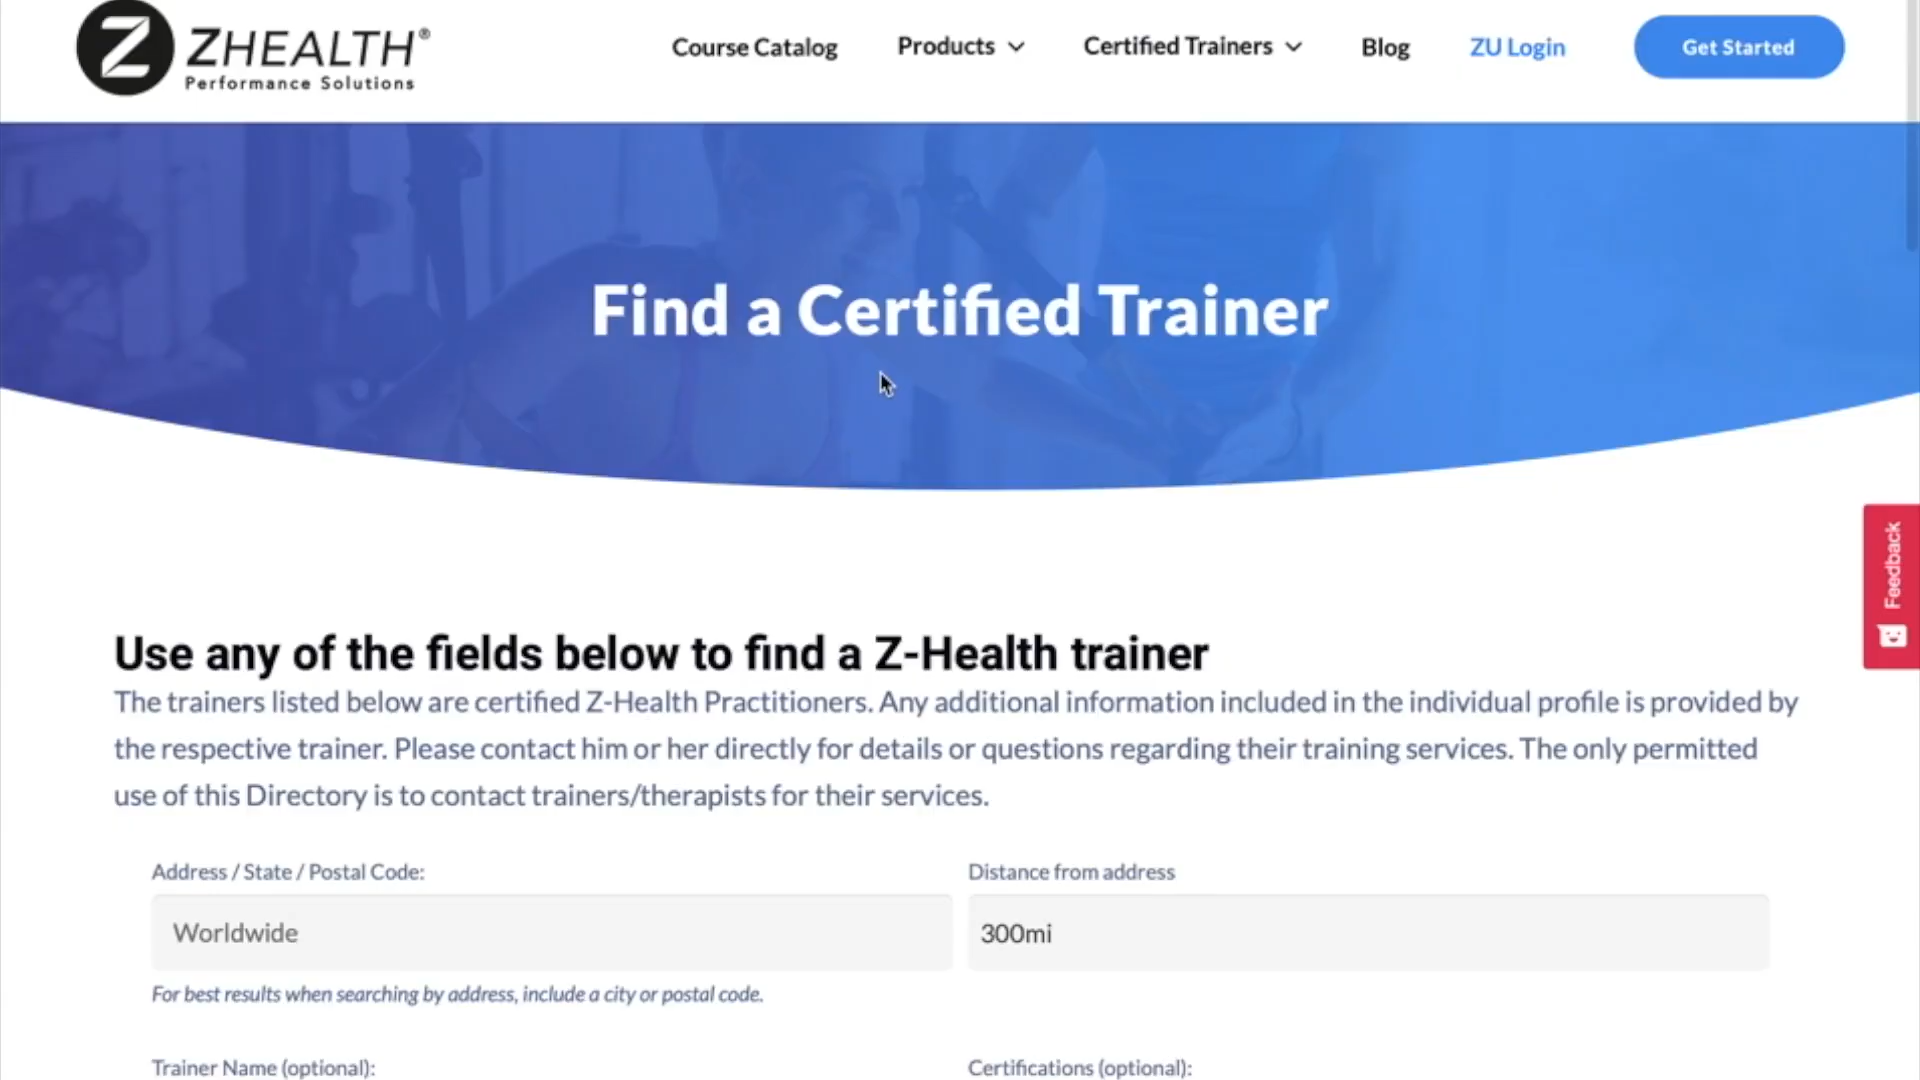 ZHEALTH®
Performance Solutions
Course Catalog
Products
Certified Trainers
Blog
ZU Login
Get Started
Find a Certified Trainer
Feedback
Use any of the fields below to find a Z-Health trainer
The trainers listed below are certified Z-Health Practitioners. Any additional information included in the individual profile is provided by
the respective trainer. Please contact him or her directly for details or questions regarding their training services. The only permitted
use of this Directory is to contact trainers/therapists for their services.
Address / State / Postal Code:
Distance from address
Worldwide
300mi
For best results when searching by address, include a city or postal code.
Trainer Name (optional):
Certifications (optional):